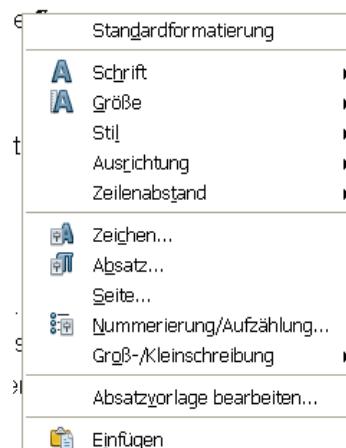 Standardformatierung
Schrift
Größe
Stil
Ausrichtung
Zeilenabstand
Zeichen...
Absatz...
Seite...
Nummerierung/Aufzählung...
Groß-/Kleinschreibung
Absatzvorlage bearbeiten...
Einfügen